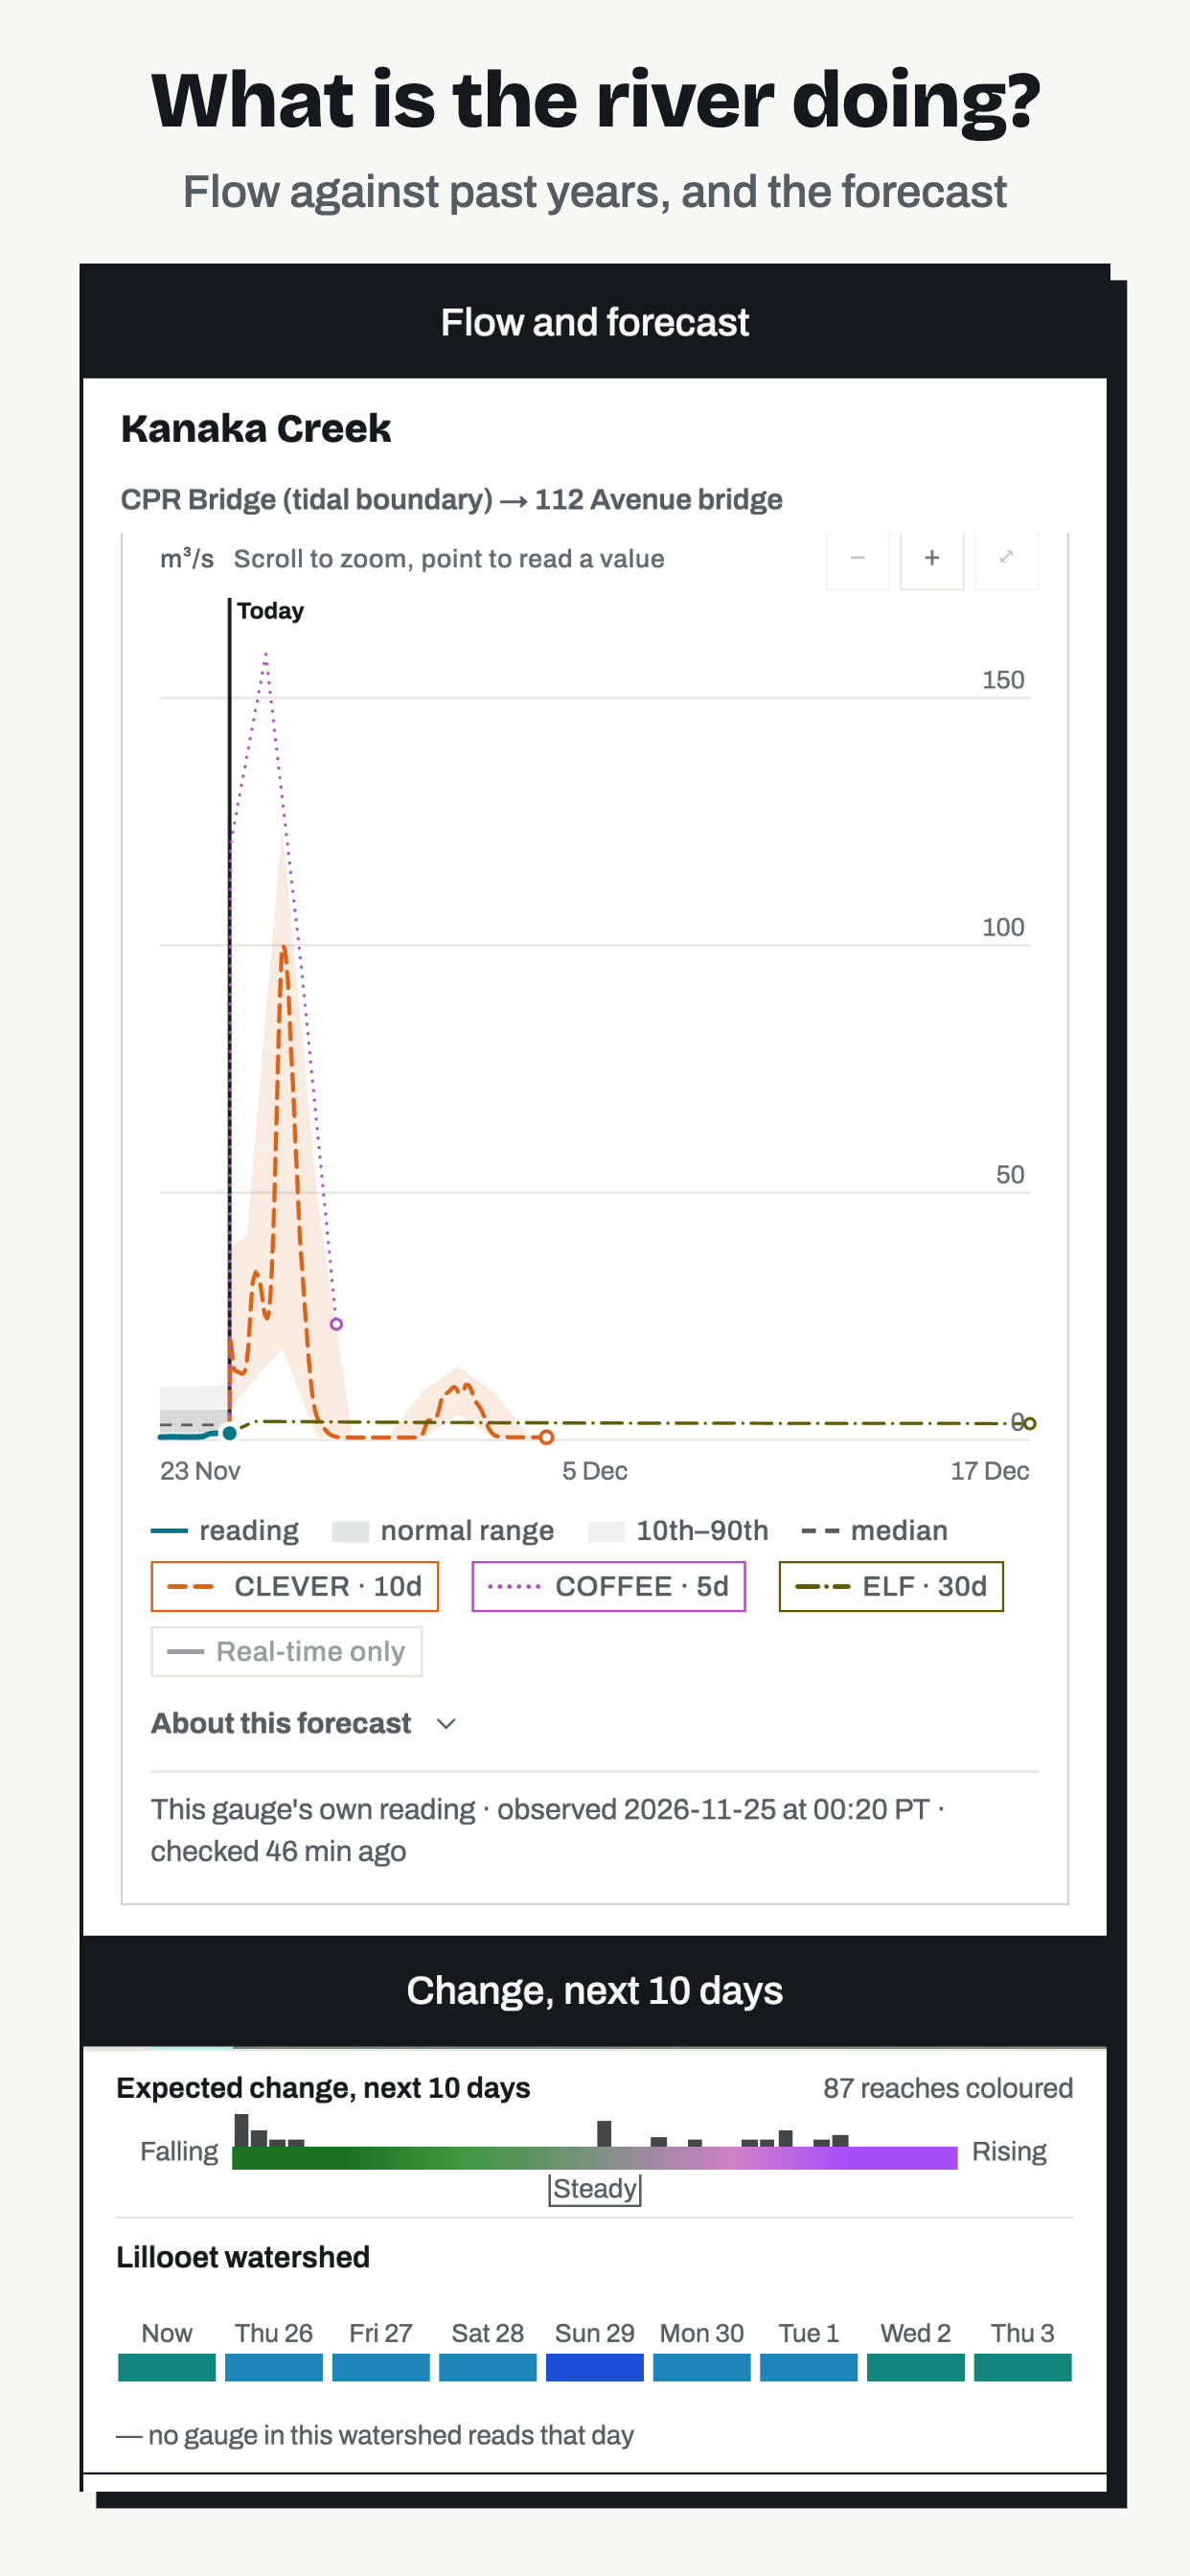 What is the river doing?
Flow against past years, and the forecast
Flow and forecast
Kanaka Creek
CPR Bridge (tidal boundary) → 112 Avenue bridge
m³/s Scroll to zoom, point to read a value − + ⤢
Today
150
100
50
0
23 Nov 5 Dec 17 Dec
reading normal range 10th–90th median
CLEVER · 10d COFFEE · 5d ELF · 30d
Real-time only
About this forecast
This gauge's own reading · observed 2026-11-25 at 00:20 PT ·
checked 46 min ago
Change, next 10 days
Expected change, next 10 days 87 reaches coloured
Falling Rising
Steady
Lillooet watershed
Now Thu 26 Fri 27 Sat 28 Sun 29 Mon 30 Tue 1 Wed 2 Thu 3
— no gauge in this watershed reads that day